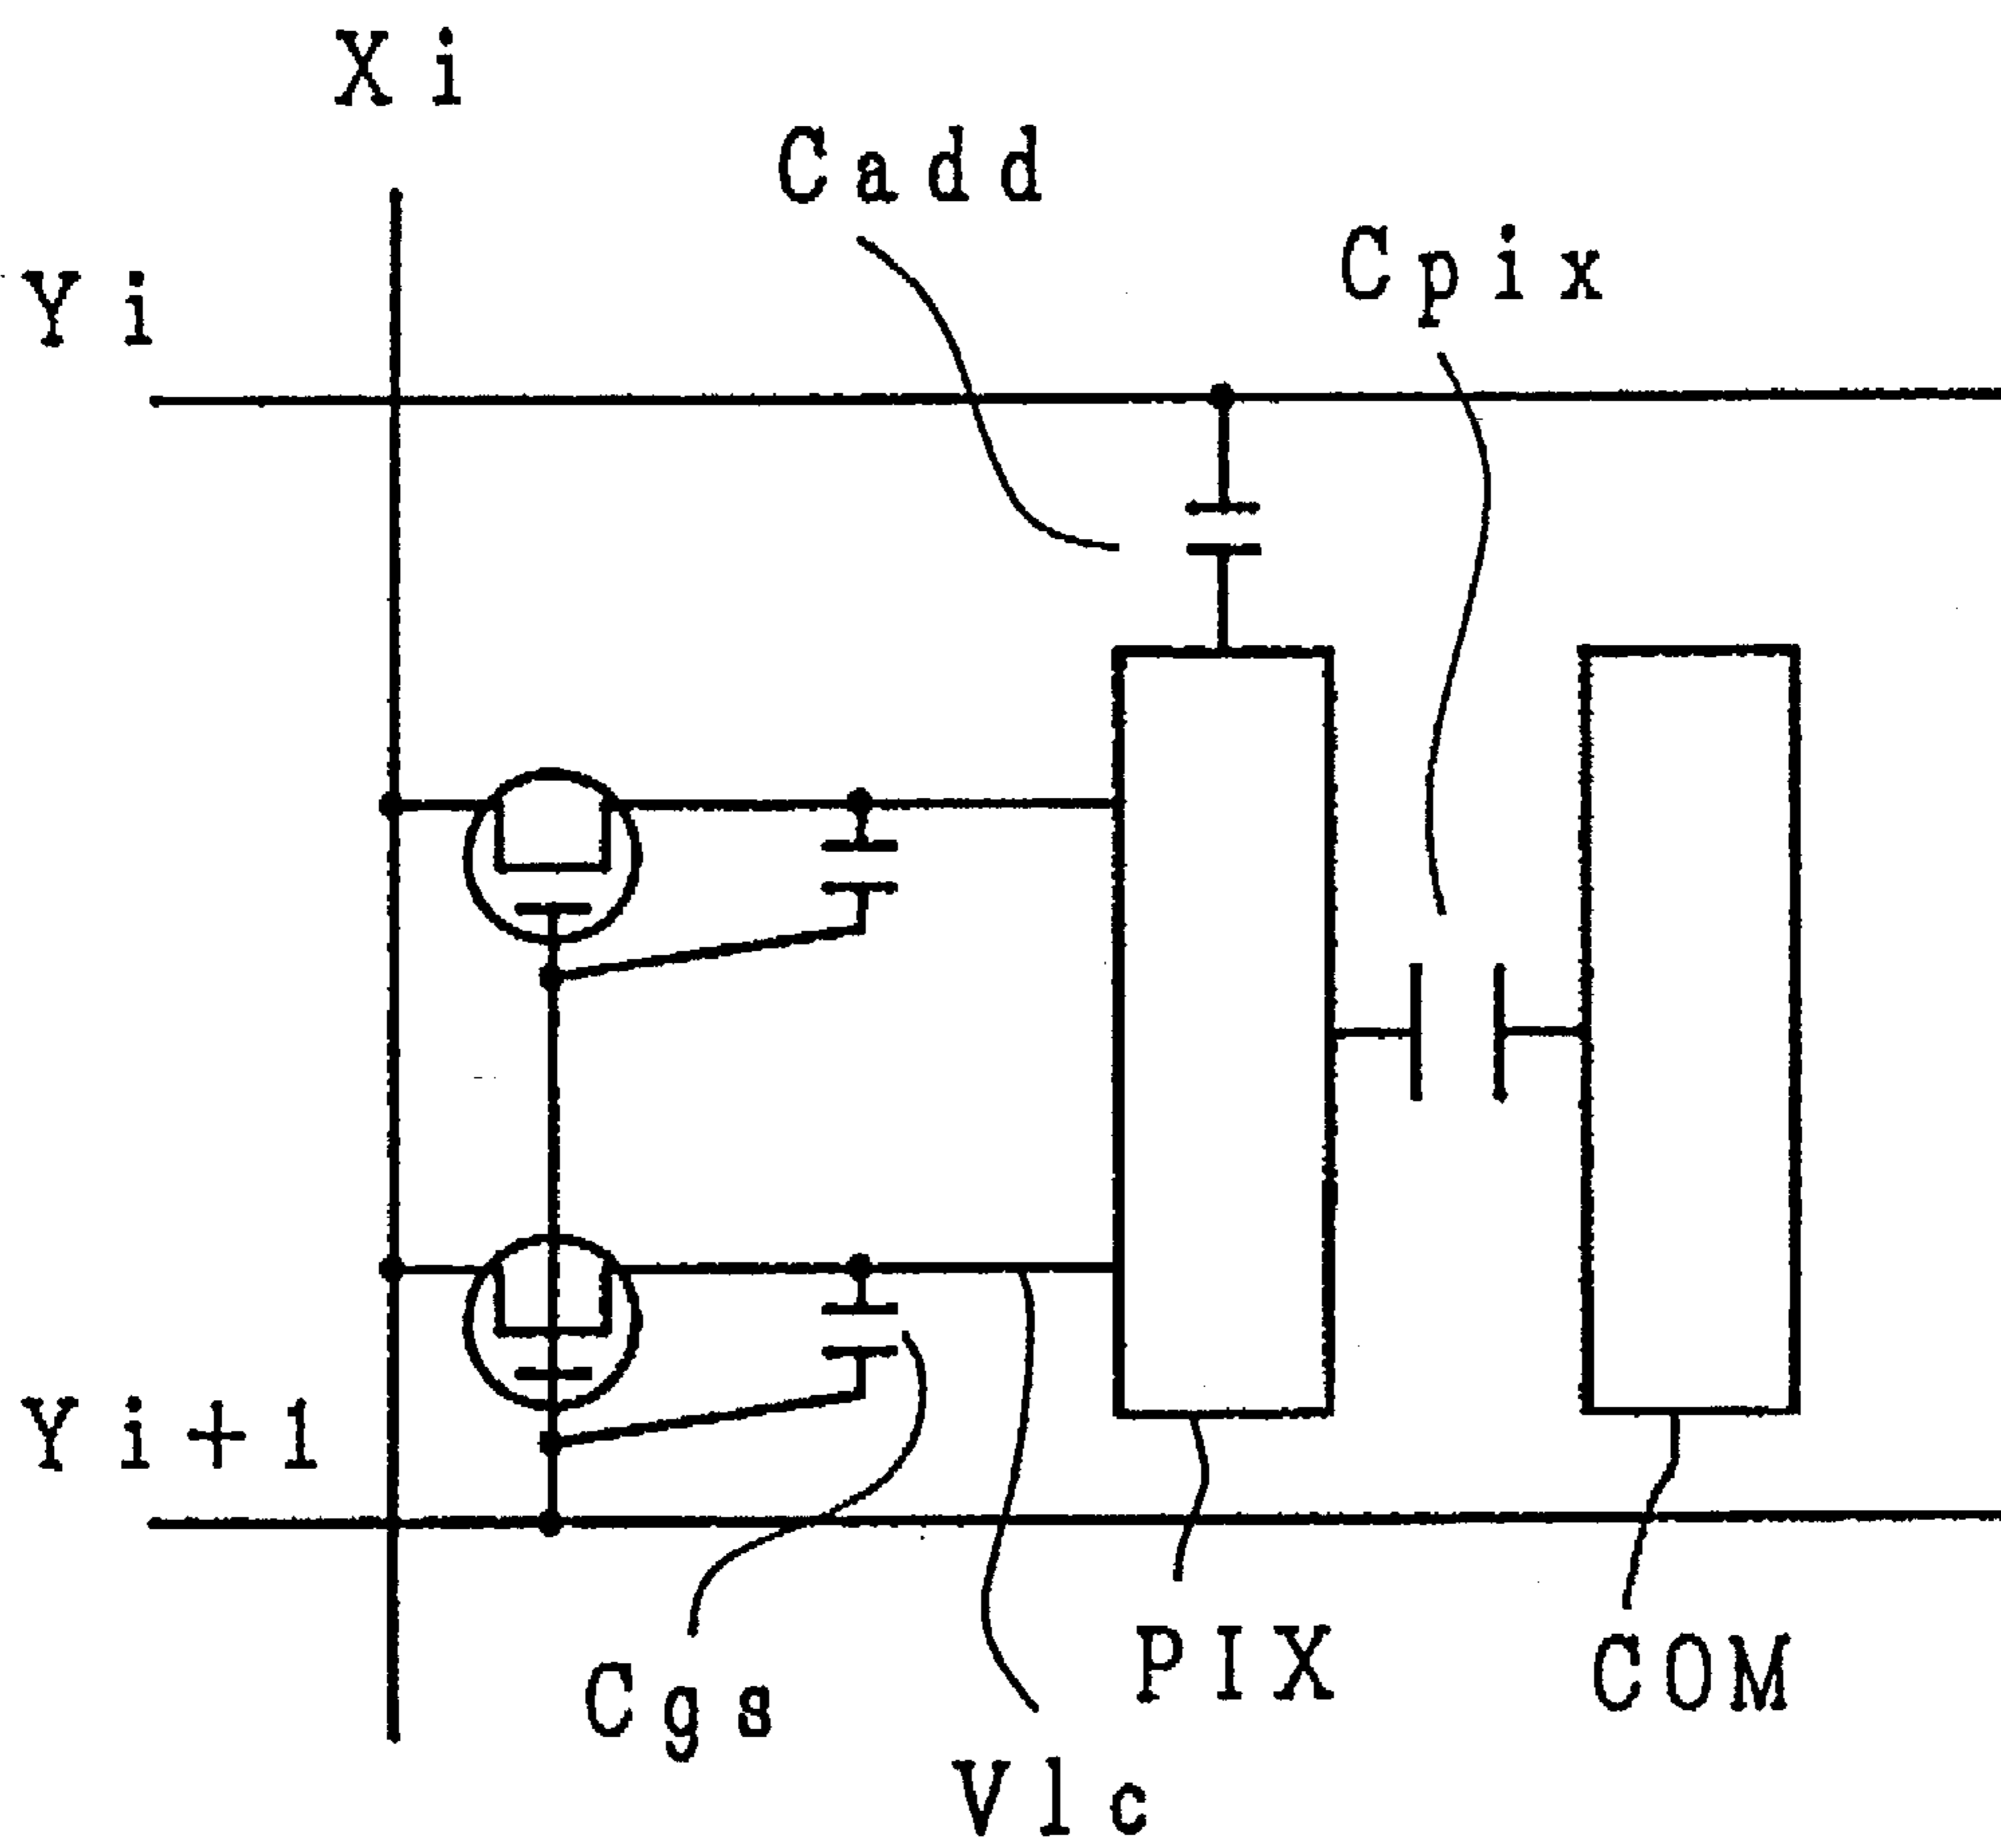 Xi
Cadd
Cpix
Yi
Yi+1
Cgs
PIX
COM
Vlc